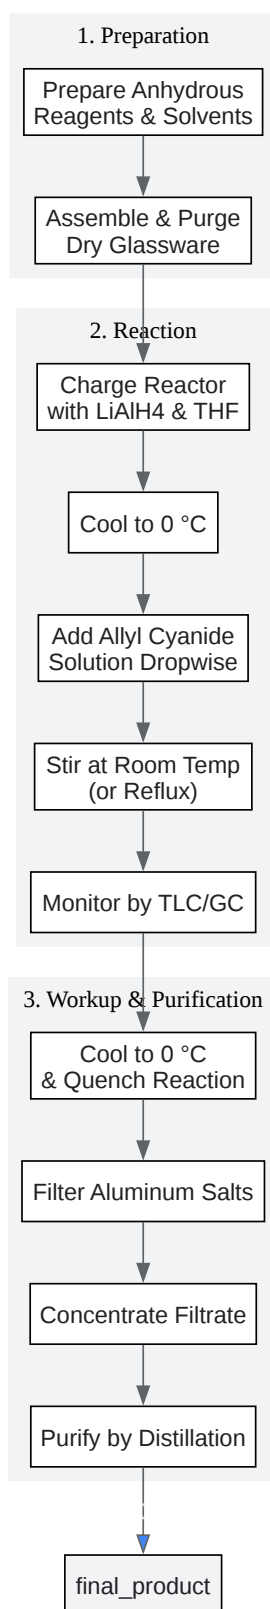 1. Preparation
Prepare Anhydrous
Reagents & Solvents
Assemble & Purge
Dry Glassware
2. Reaction
Charge Reactor
with LiAlH4 & THF
Cool to 0 °C
Add Allyl Cyanide
Solution Dropwise
Stir at Room Temp
(or Reflux)
Monitor by TLC/GC
3. Workup & Purification
Cool to 0 °C
& Quench Reaction
Filter Aluminum Salts
Concentrate Filtrate
Purify by Distillation
final_product